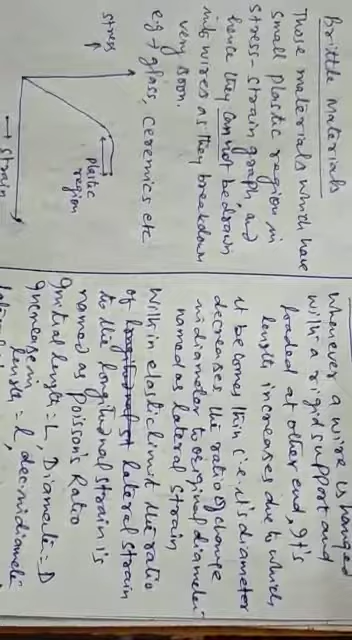 Brittle Materials
Those materials which have
small plastic region in
stress-strain graph and
hence they can not be drawn
into wires as they breakdown
very soon.
e.g → glass, ceramics etc
stress
plastic
region
→ strain
Whenever a wire is hanged
with a rigid support and
loaded at other end, It's
length increases due to which
it becomes thin i.e. it's diameter
decreases the ratio of change
in diameter to original diameter
named as lateral strain
within elastic limit the ratio
of longitudinal lateral strain
to the longitudinal strain is
named as poisson's Ratio
Initial length = L, Diameter = D
Increase in
length = l, dec. in diameter